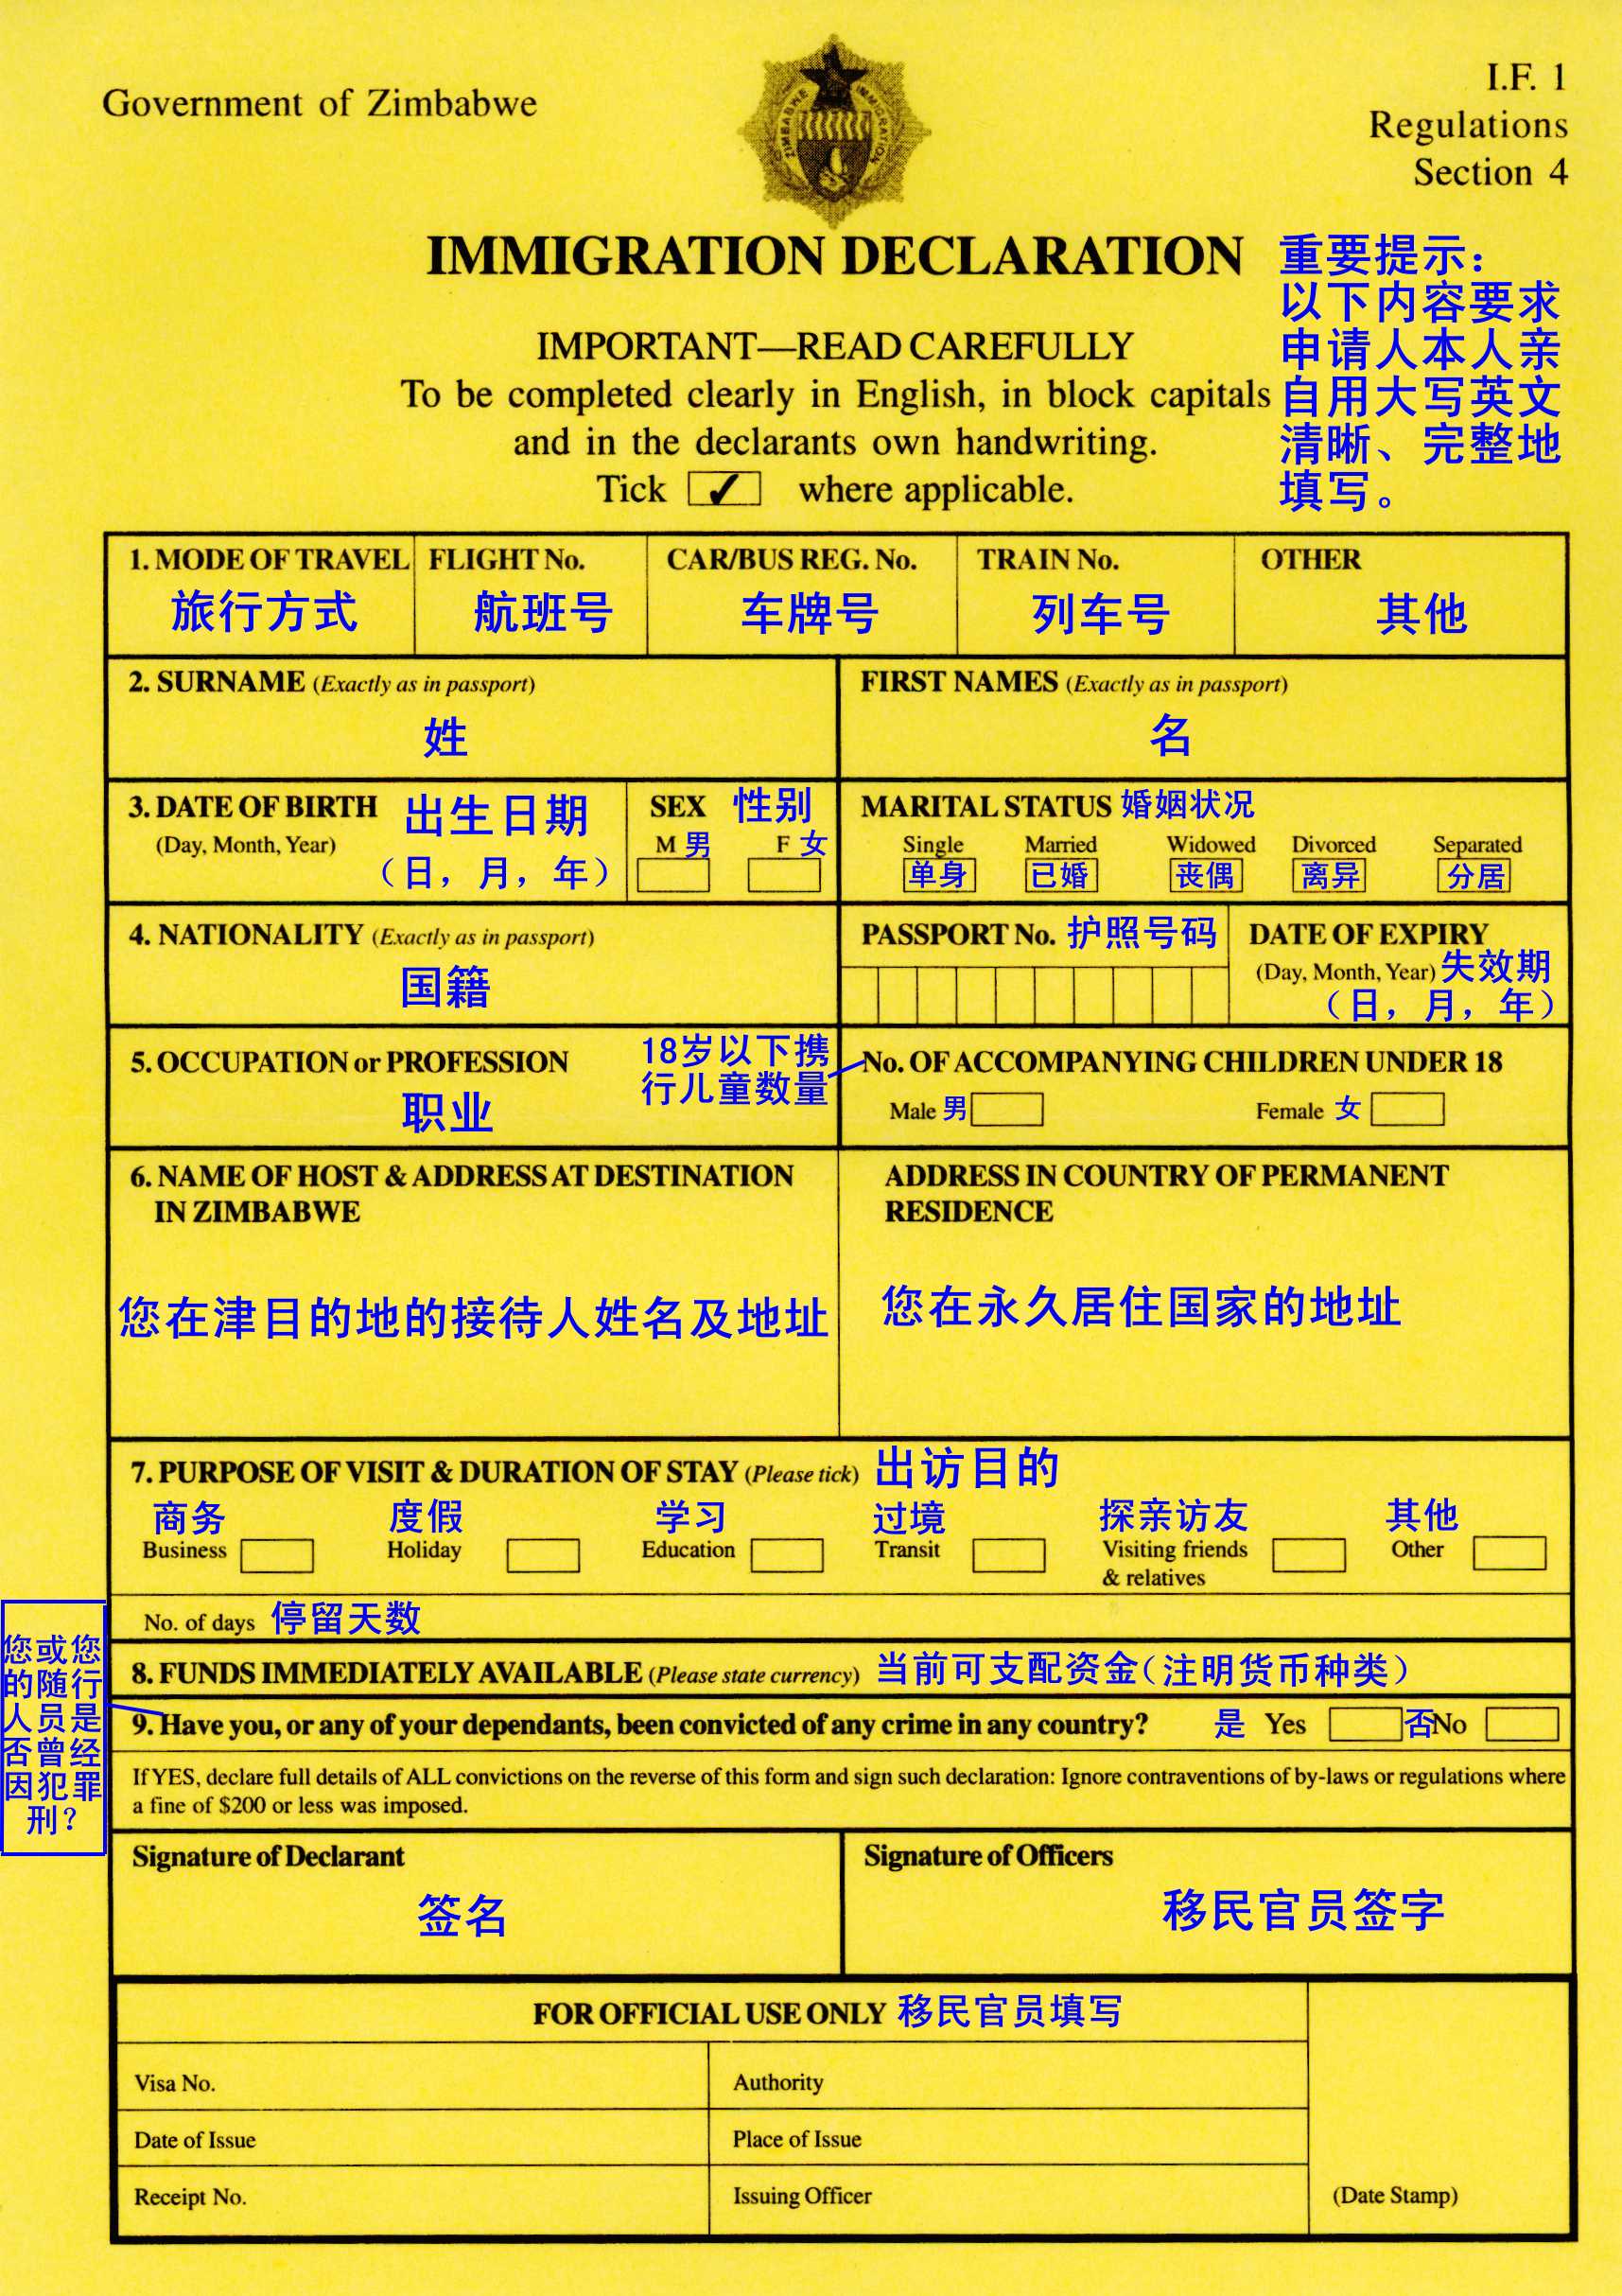 Government of Zimbabwe
ZIMBABWE IMMIGRATION
I.F. 1
Regulations
Section 4
IMMIGRATION DECLARATION
IMPORTANT—READ CAREFULLY
To be completed clearly in English, in block capitals
and in the declarants own handwriting.
Tick ✓ where applicable.
重要提示：
以下内容要求
申请人本人亲
自用大写英文
清晰、完整地
填写。
1. MODE OF TRAVEL
旅行方式
FLIGHT No.
航班号
CAR/BUS REG. No.
车牌号
TRAIN No.
列车号
OTHER
其他
2. SURNAME (Exactly as in passport)
姓
FIRST NAMES (Exactly as in passport)
名
3. DATE OF BIRTH 出生日期
(Day, Month, Year) （日，月，年）
SEX 性别
M 男 F 女
MARITAL STATUS 婚姻状况
Single Married Widowed Divorced Separated
单身 已婚 丧偶 离异 分居
4. NATIONALITY (Exactly as in passport)
国籍
PASSPORT No. 护照号码
DATE OF EXPIRY
(Day, Month, Year) 失效期
（日，月，年）
5. OCCUPATION or PROFESSION
职业
18岁以下携
行儿童数量
No. OF ACCOMPANYING CHILDREN UNDER 18
Male 男 Female 女
6. NAME OF HOST & ADDRESS AT DESTINATION
IN ZIMBABWE
您在津目的地的接待人姓名及地址
ADDRESS IN COUNTRY OF PERMANENT
RESIDENCE
您在永久居住国家的地址
7. PURPOSE OF VISIT & DURATION OF STAY (Please tick) 出访目的
商务 度假 学习 过境 探亲访友 其他
Business Holiday Education Transit Visiting friends Other
& relatives
No. of days 停留天数
8. FUNDS IMMEDIATELY AVAILABLE (Please state currency) 当前可支配资金（注明货币种类）
您或您
的随行
人员是
否曾经
因犯罪
刑？
9. Have you, or any of your dependants, been convicted of any crime in any country? 是 Yes 否No
If YES, declare full details of ALL convictions on the reverse of this form and sign such declaration: Ignore contraventions of by-laws or regulations where
a fine of $200 or less was imposed.
Signature of Declarant
签名
Signature of Officers
移民官员签字
FOR OFFICIAL USE ONLY 移民官员填写
Visa No.
Authority
Date of Issue
Place of Issue
Receipt No.
Issuing Officer
(Date Stamp)